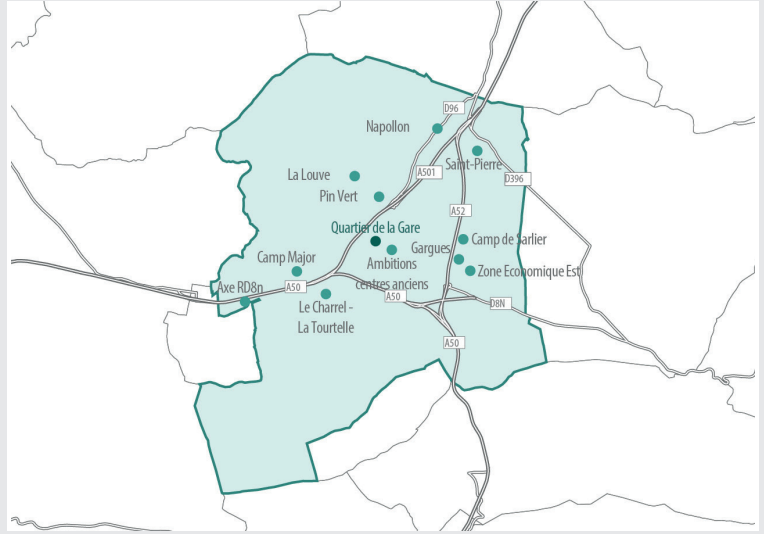 D96
Napollon
Saint-Pierre
La Louve
A501
D396
Pin Vert
A52
Quartier de la Gare
Camp de Sarlier
Gargues
Camp Major
Ambitions
centres anciens
Zone Economique Est
Axe RD8n
A50
A50
D8N
Le Charrel -
La Tourtelle
A50